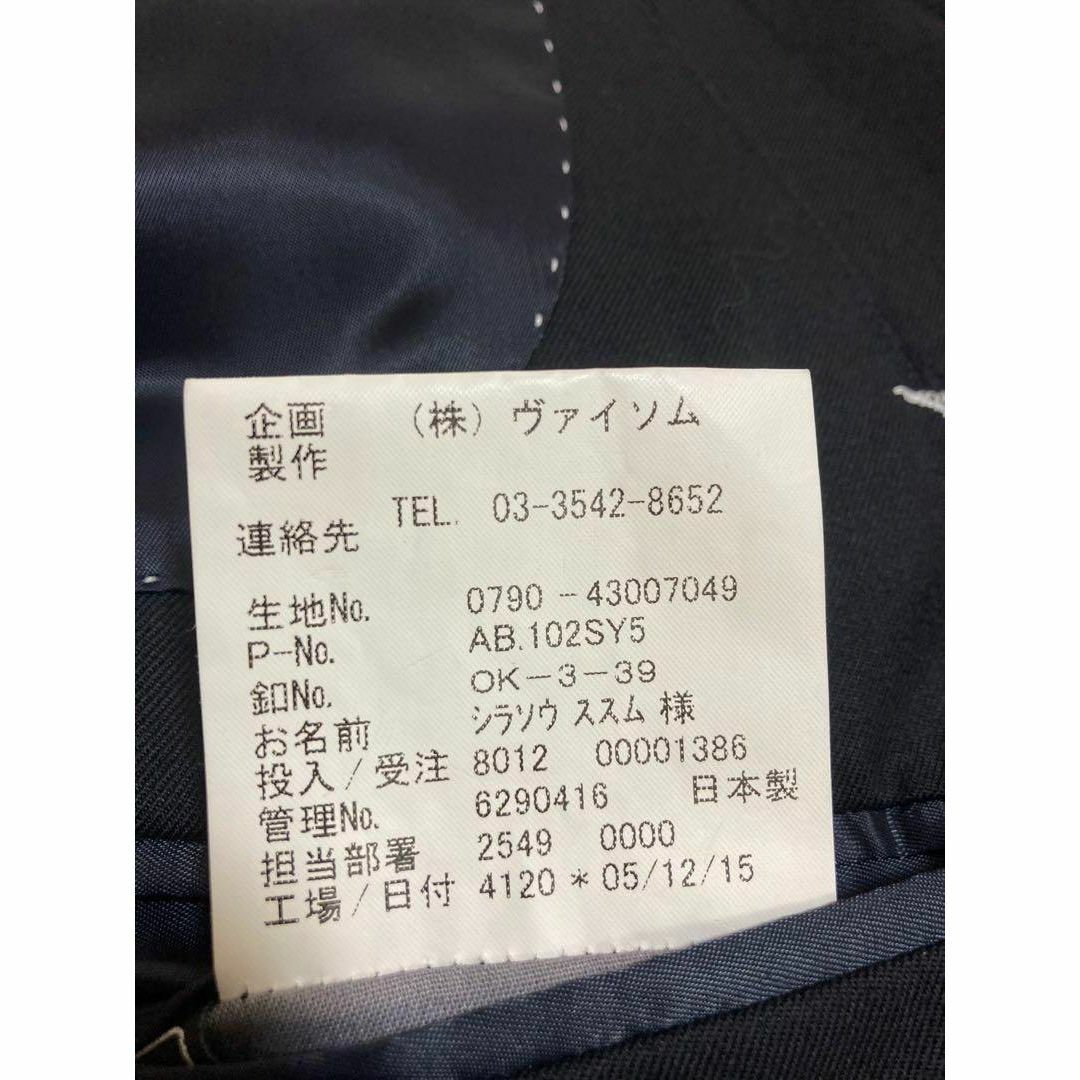 企画 (株) ヴァイソム
製作
連絡先 TEL. 03-3542-8652
生地No. 0790-43007049
P-No. AB.102SY5
釦No. OK-3-39
お名前 シラソウ ススム 様
投入/受注 8012 00001386
管理No. 6290416 日本製
担当部署 2549 0000
工場/日付 4120 * 05/12/15